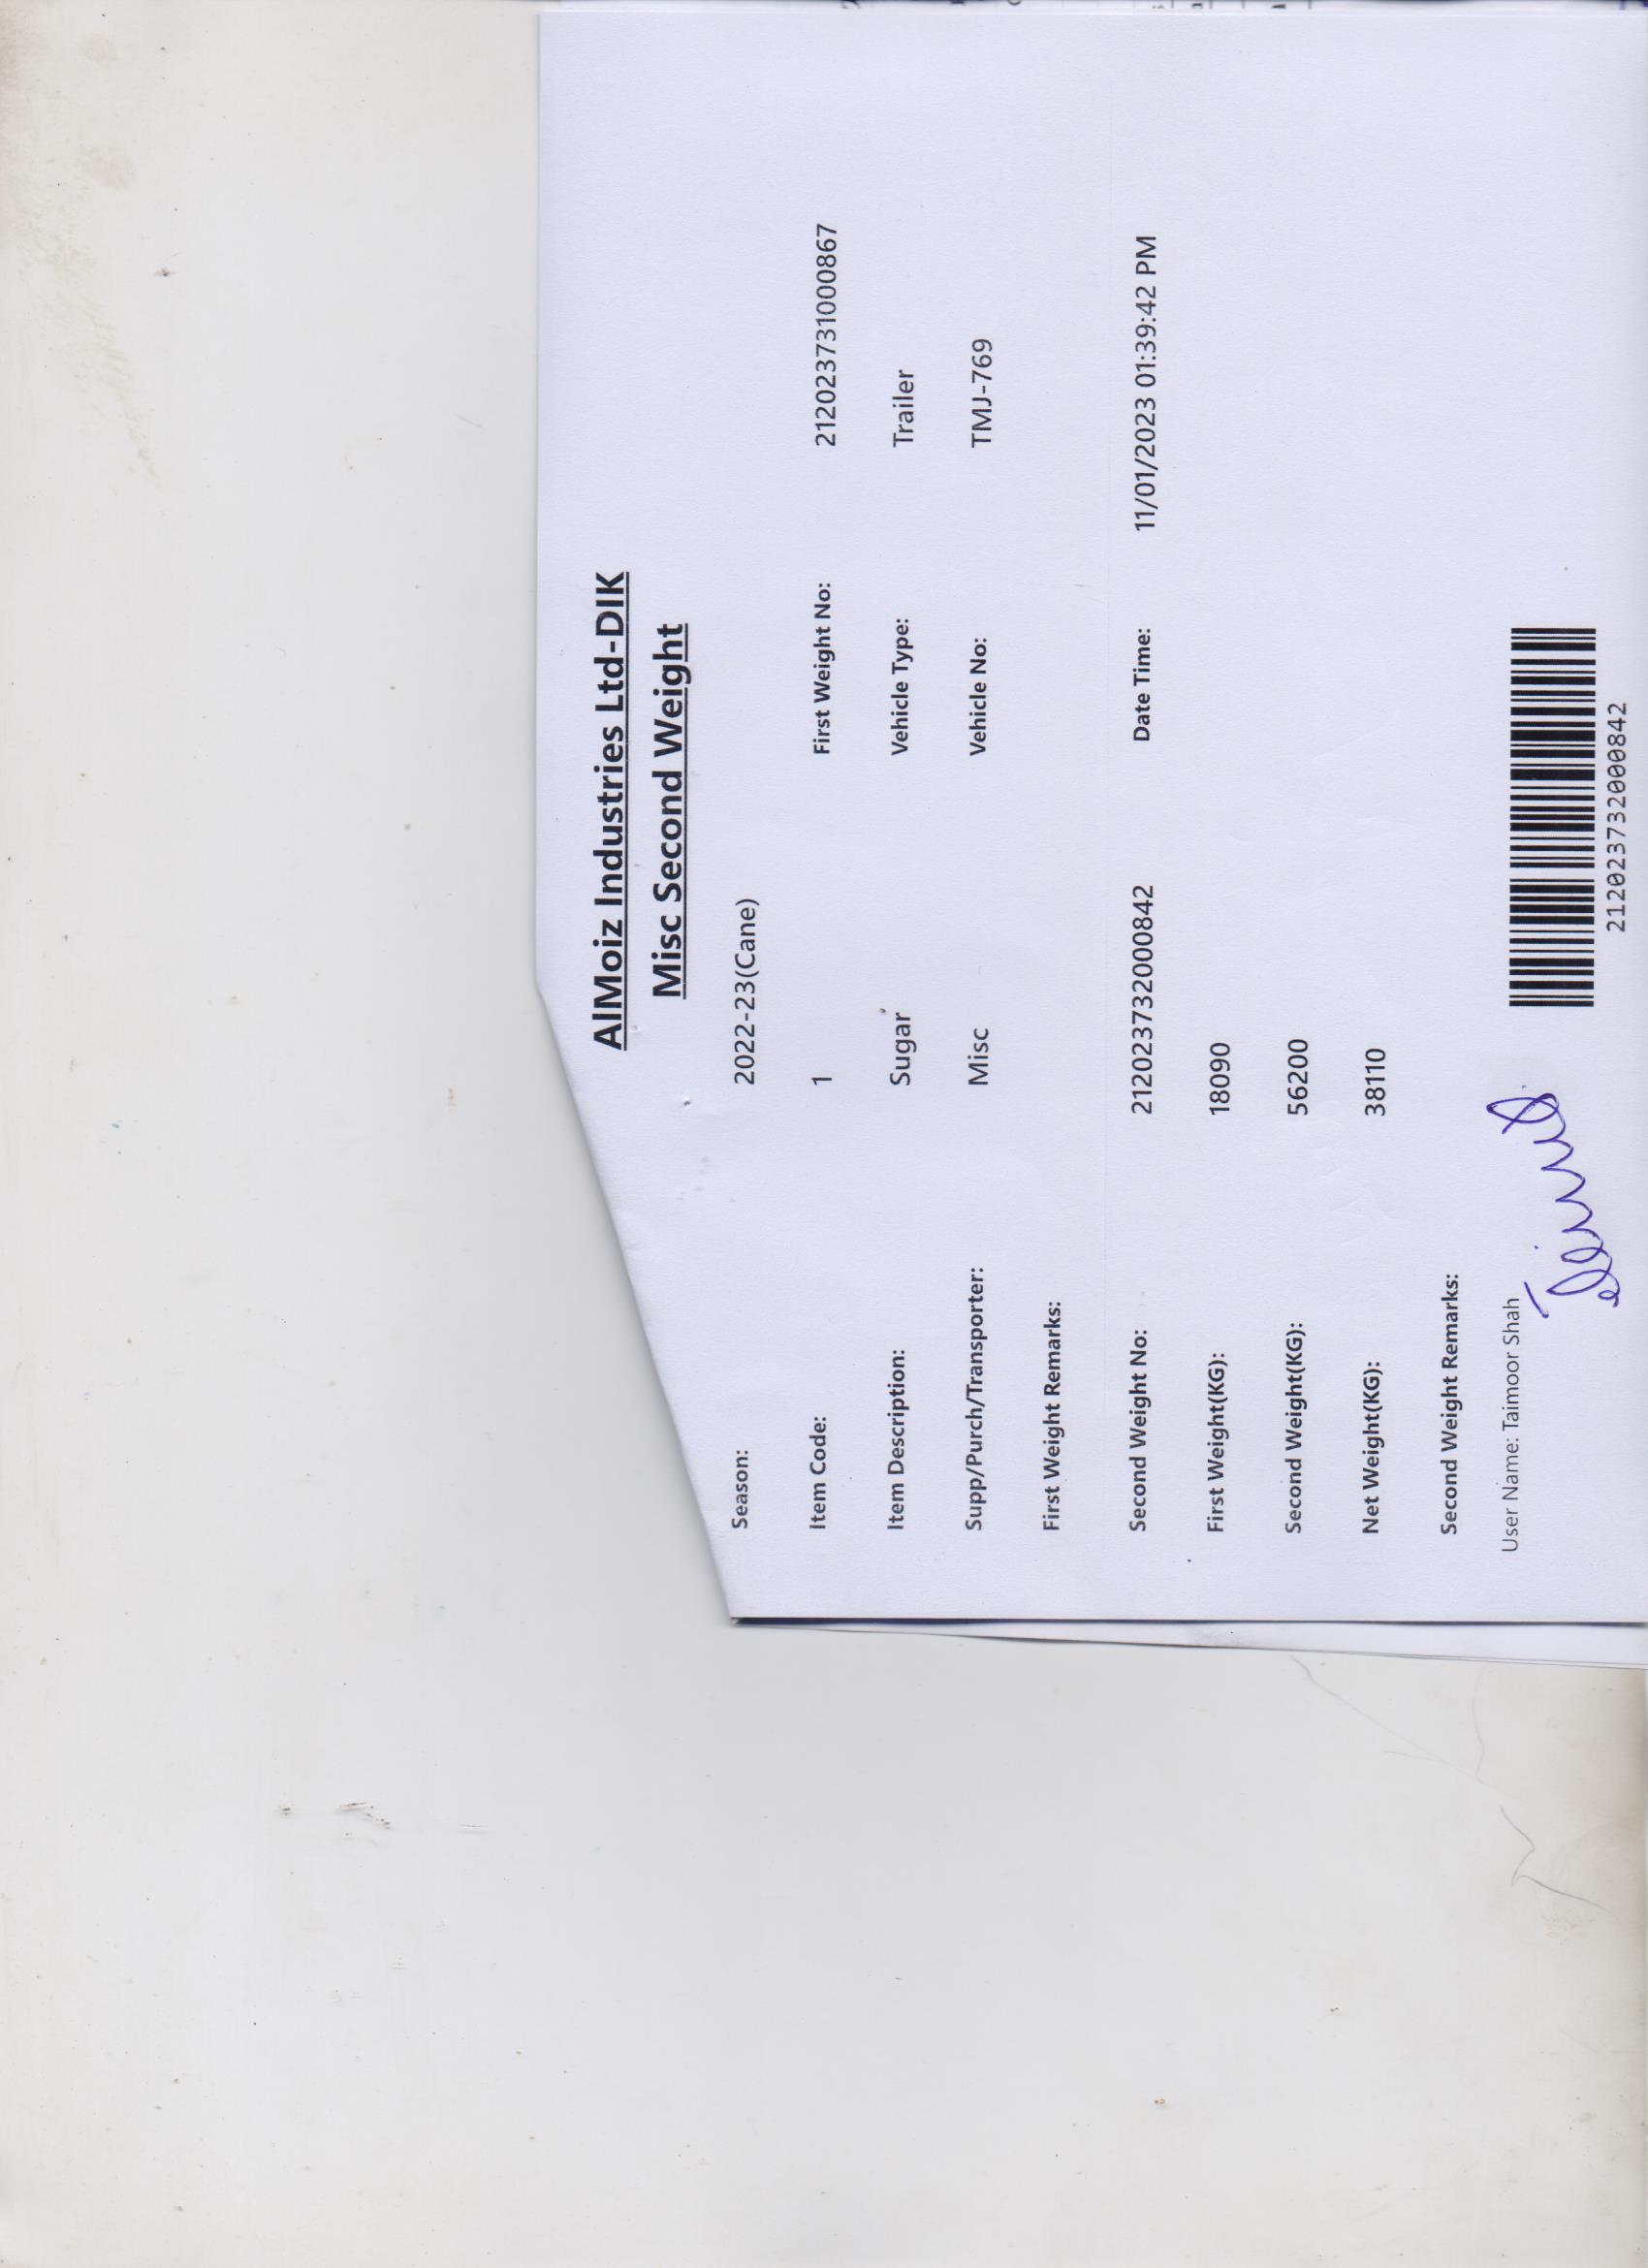 AlMoiz Industries Ltd-DIK
Misc Second Weight
Season: 2022-23(Cane)
Item Code: 1 First Weight No: 2120237310008​67
Item Description: Sugar Vehicle Type: Trailer
Supp/Purch/Transporter: Misc Vehicle No: TMJ-769
First Weight Remarks:
Second Weight No: 212023732000842 Date Time: 11/01/2023 01:39:42 PM
First Weight(KG): 18090
Second Weight(KG): 56200
Net Weight(KG): 38110
Second Weight Remarks:
User Name: Taimoor Shah
212023732000842